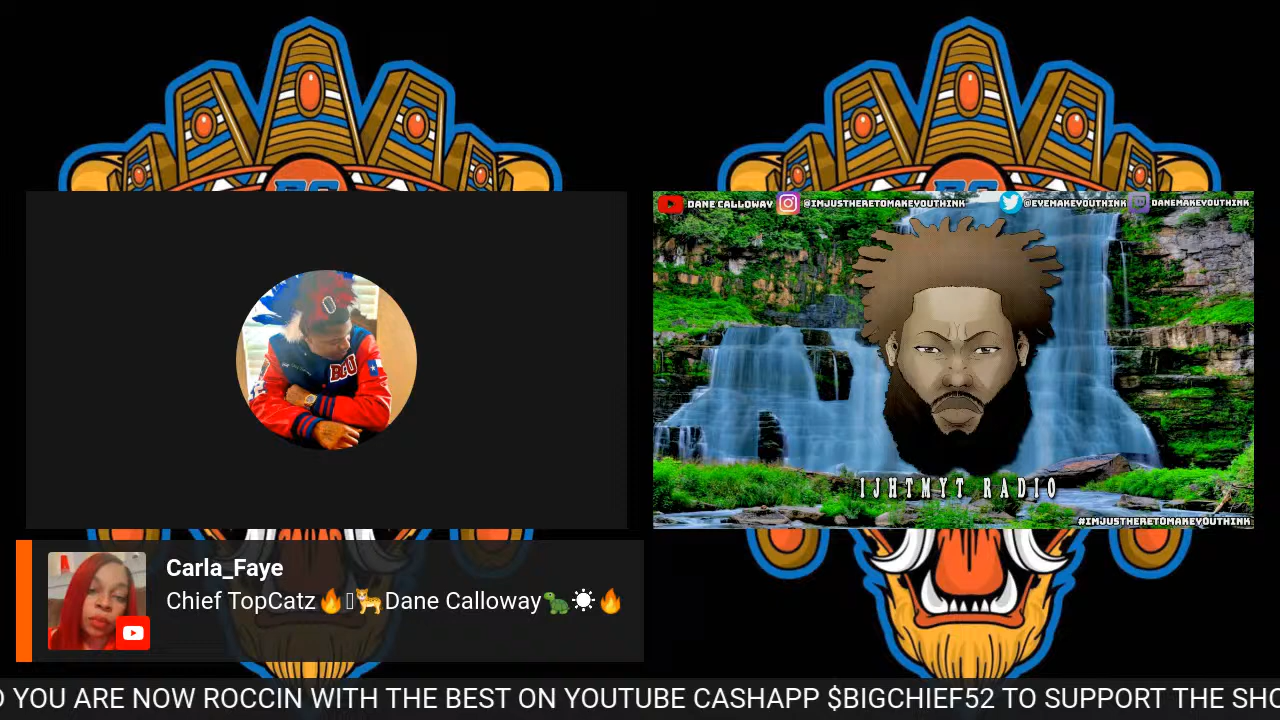 DANE CALLOWAY @IMJUSTHERETOMAKEYOUTHINK @EYEMAKEYOUTHINK DANEMAKEYOUTHINK
BCU
IJHTMYT RADIO
#IMJUSTHERETOMAKEYOUTHINK
Carla_Faye
Chief TopCatz🔥🐆Dane Calloway🦕☀🔥
YOU ARE NOW ROCCIN WITH THE BEST ON YOUTUBE CASHAPP $BIGCHIEF52 TO SUPPORT THE